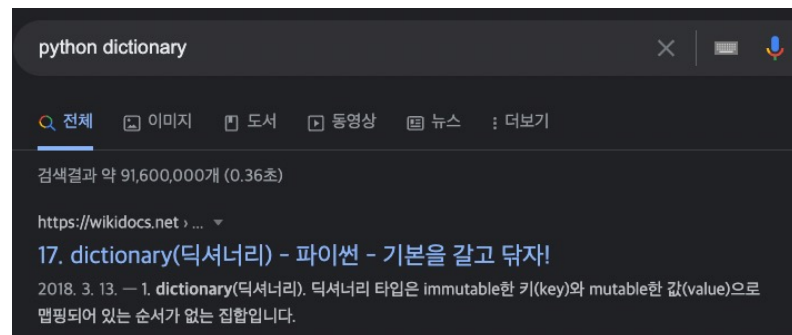 python dictionary
전체 이미지 도서 동영상 뉴스 더보기
검색결과 약 91,600,000개 (0.36초)
https://wikidocs.net › ...
17. dictionary(딕셔너리) - 파이썬 - 기본을 갈고 닦자!
2018. 3. 13. — 1. dictionary(딕셔너리). 딕셔너리 타입은 immutable한 키(key)와 mutable한 값(value)으로
맵핑되어 있는 순서가 없는 집합입니다.